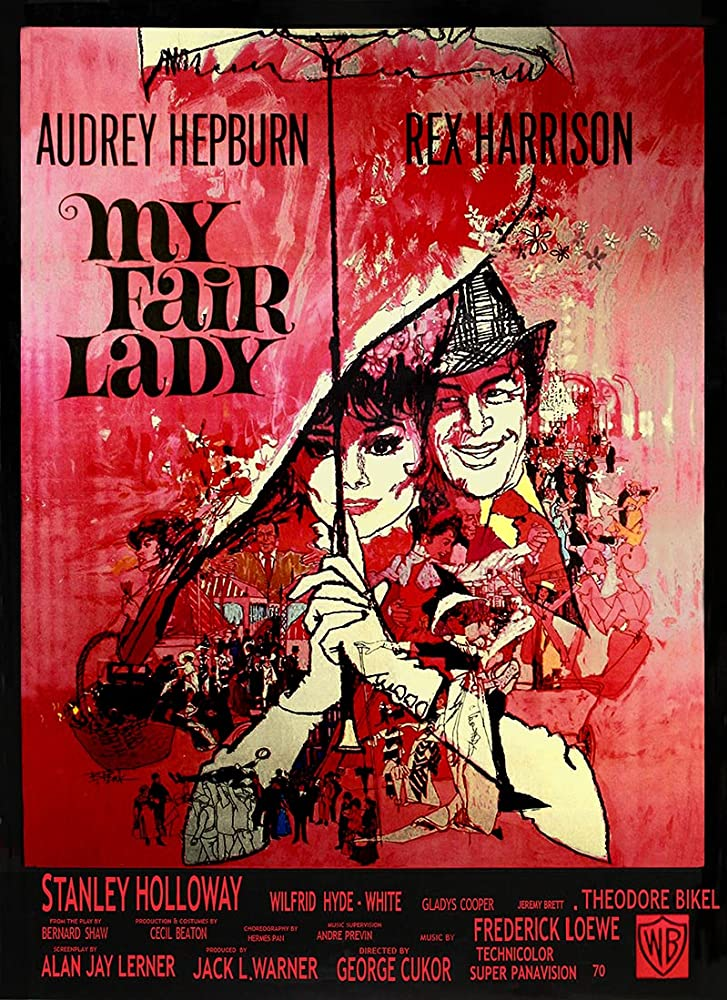 AUDREY HEPBURN REX HARRISON
My
FaiR
LADY
STANLEY HOLLOWAY WILFRID HYDE - WHITE GLADYS COOPER JEREMY BRETT . THEODORE BIKEL
FROM THE PLAY BY
BERNARD SHAW
PRODUCTION & COSTUMES BY
CECIL BEATON
CHOREOGRAPHY BY
HERMES PAN
MUSIC SUPERVISION
ANDRE PREVIN
MUSIC BY
FREDERICK LOEWE
SCREENPLAY BY
ALAN JAY LERNER
PRODUCED BY
JACK L. WARNER
DIRECTED BY
GEORGE CUKOR
TECHNICOLOR
SUPER PANAVISION 70
WB